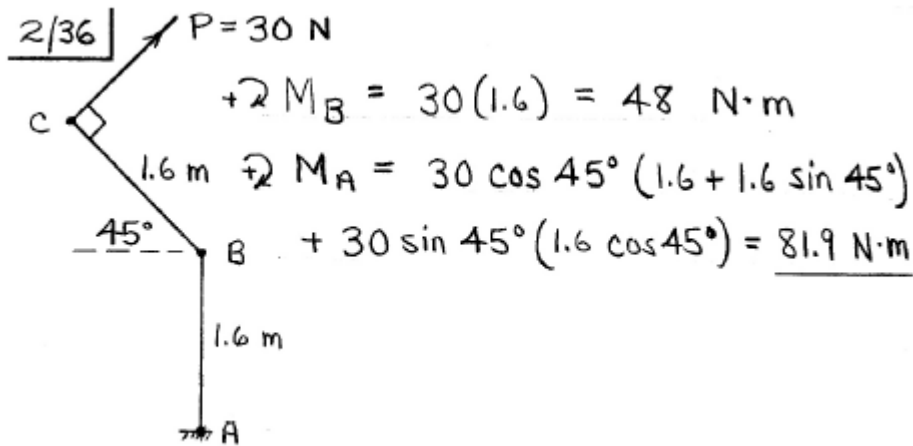 2/36
P = 30 N
+↻ M_B = 30(1.6) = 48 N·m
C
1.6 m
+↻ M_A = 30 cos 45° (1.6 + 1.6 sin 45°)
45°
B
+ 30 sin 45° (1.6 cos 45°) = 81.9 N·m
1.6 m
A